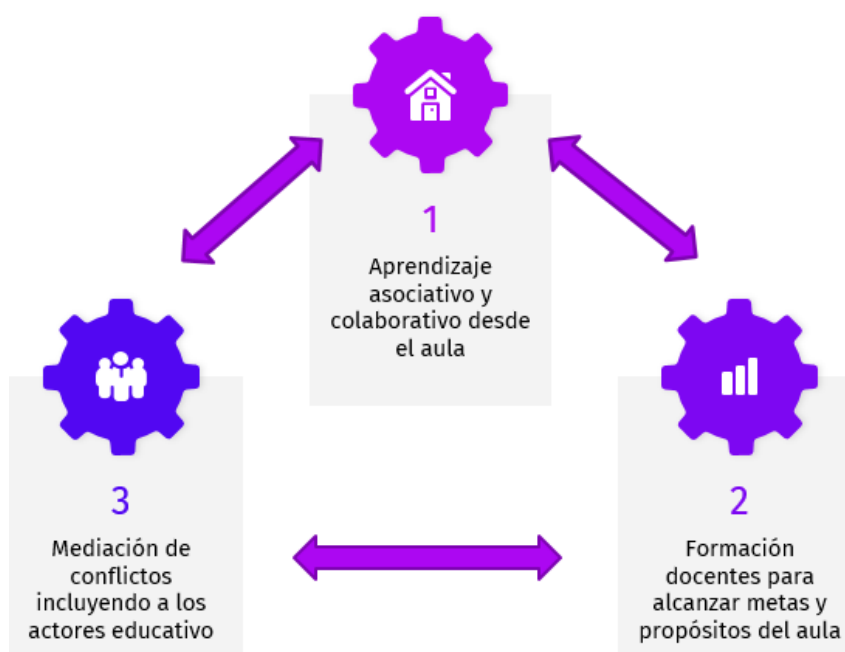 1
Aprendizaje
asociativo y
colaborativo desde
el aula
3
Mediación de
conflictos
incluyendo a los
actores educativo
2
Formación
docentes para
alcanzar metas y
propósitos del aula